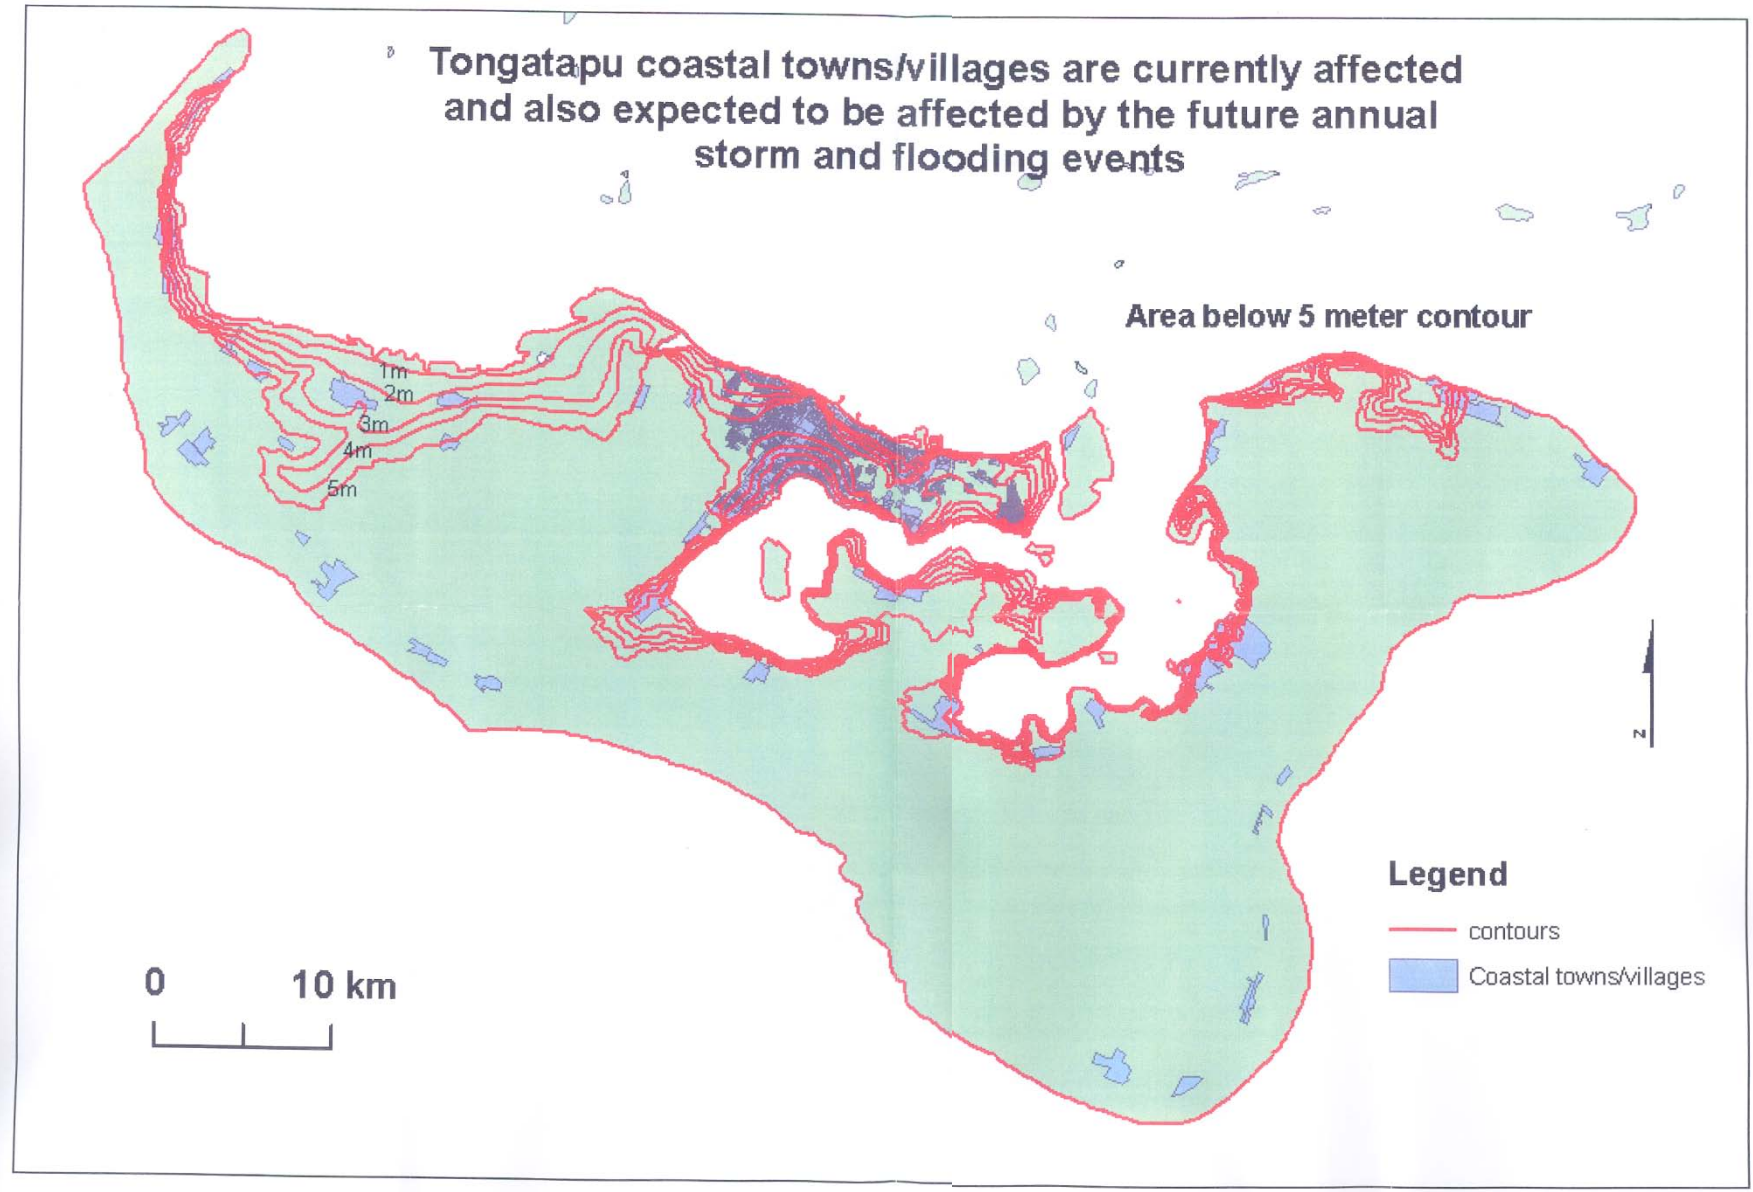 Tongatapu coastal towns/villages are currently affected
and also expected to be affected by the future annual
storm and flooding events
Area below 5 meter contour
1m
2m
3m
4m
5m
N
Legend
contours
Coastal towns/villages
0 10 km